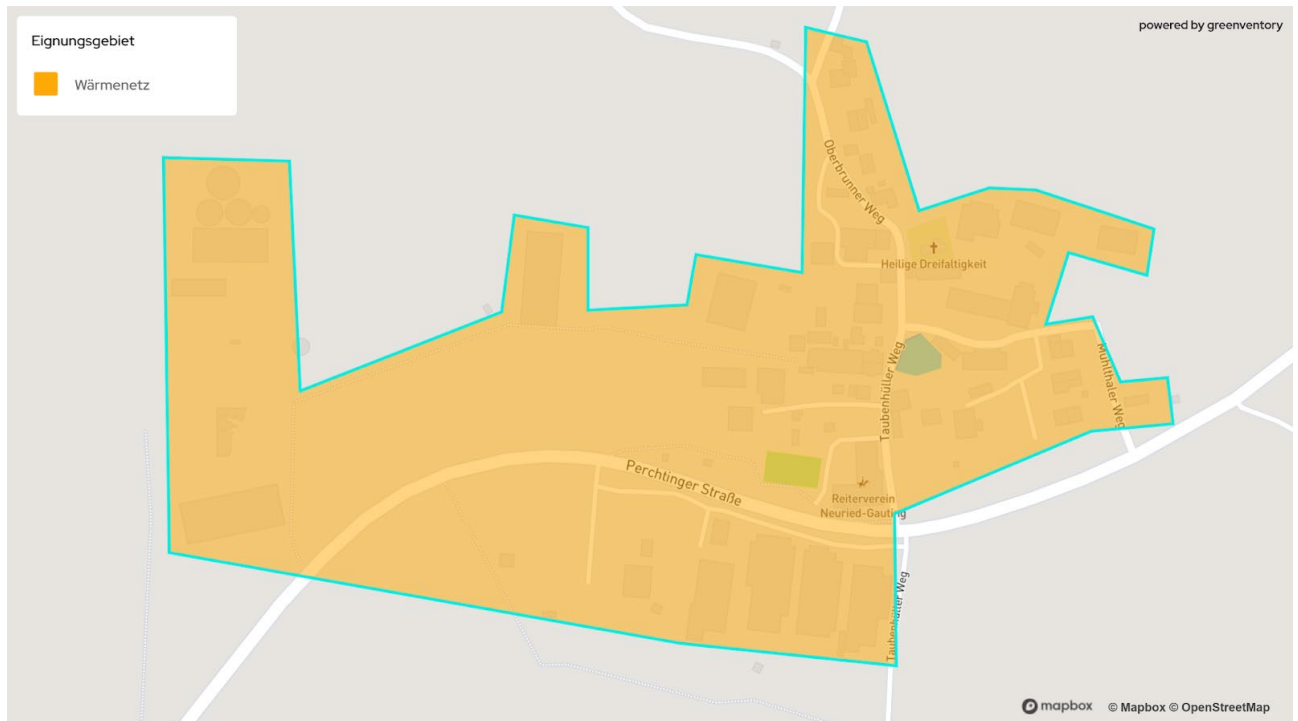 Eignungsgebiet
Wärmenetz
powered by greenventory
Oberbrunner Weg
Heilige Dreifaltigkeit
Taubenhüller Weg
Mühlthaler Weg
Perchtinger Straße
Reiterverein
Neuried-Gauting
Taubenhüller Weg
mapbox © Mapbox © OpenStreetMap